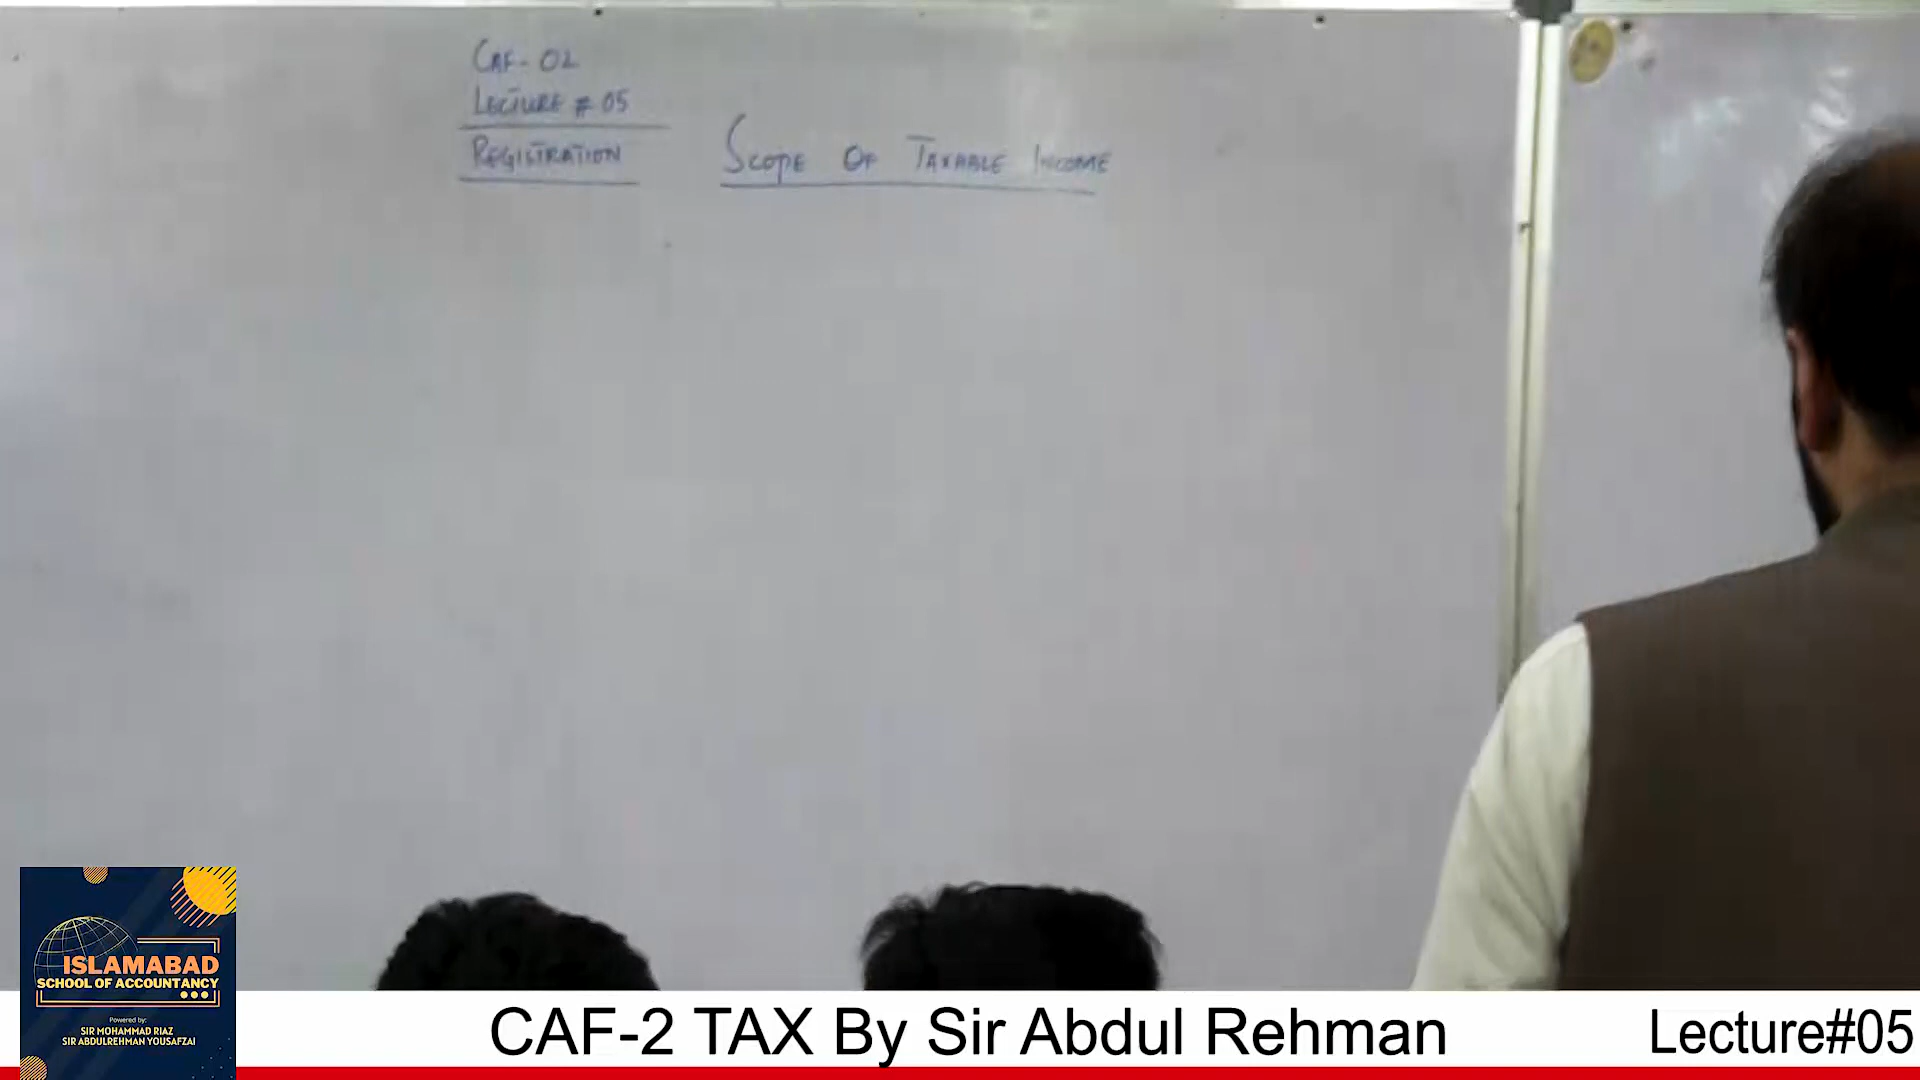 CAF- 02
LECTURE # 05
REGISTRATION
SCOPE OF TAXABLE INCOME
ISLAMABAD
SCHOOL OF ACCOUNTANCY
Powered by:
SIR MOHAMMAD RIAZ
SIR ABDULREHMAN YOUSAFZAI
CAF-2 TAX By Sir Abdul Rehman
Lecture#05